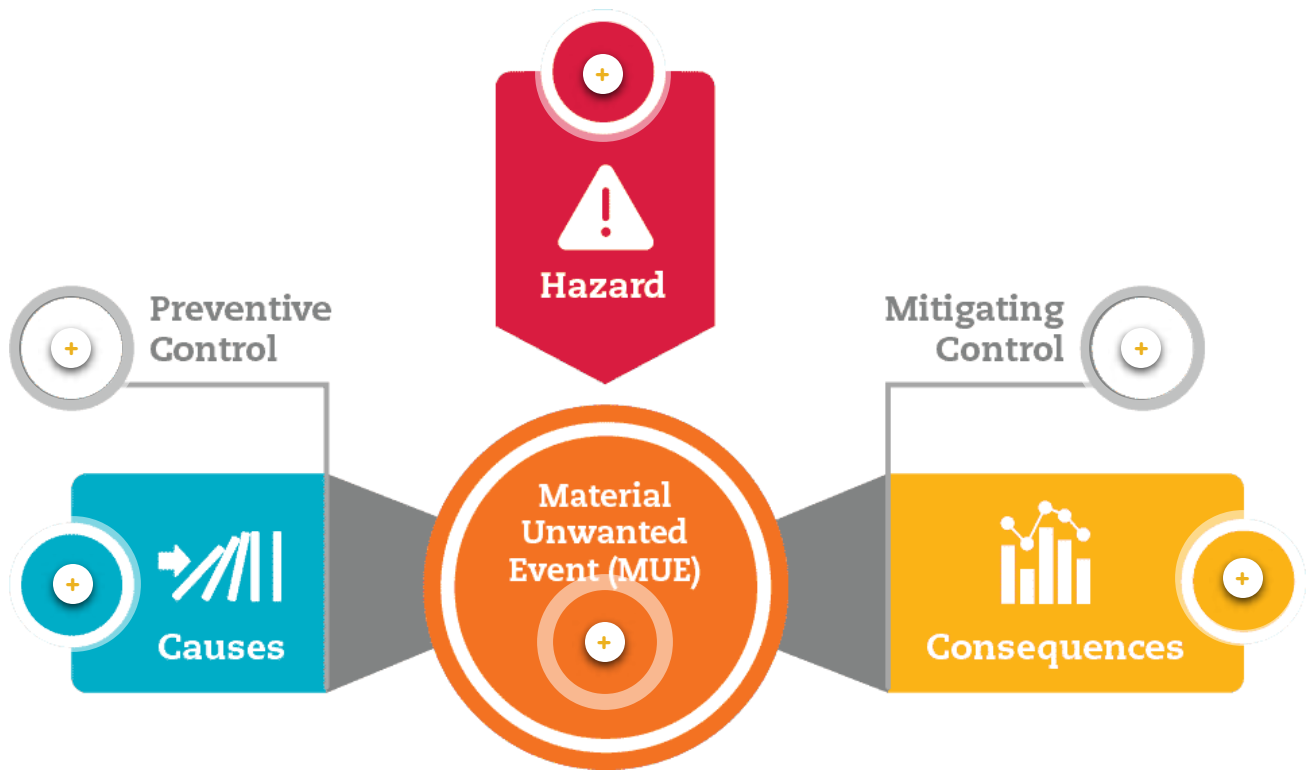 Hazard
Preventive
Control
Mitigating
Control
Material
Unwanted
Event (MUE)
Causes
Consequences